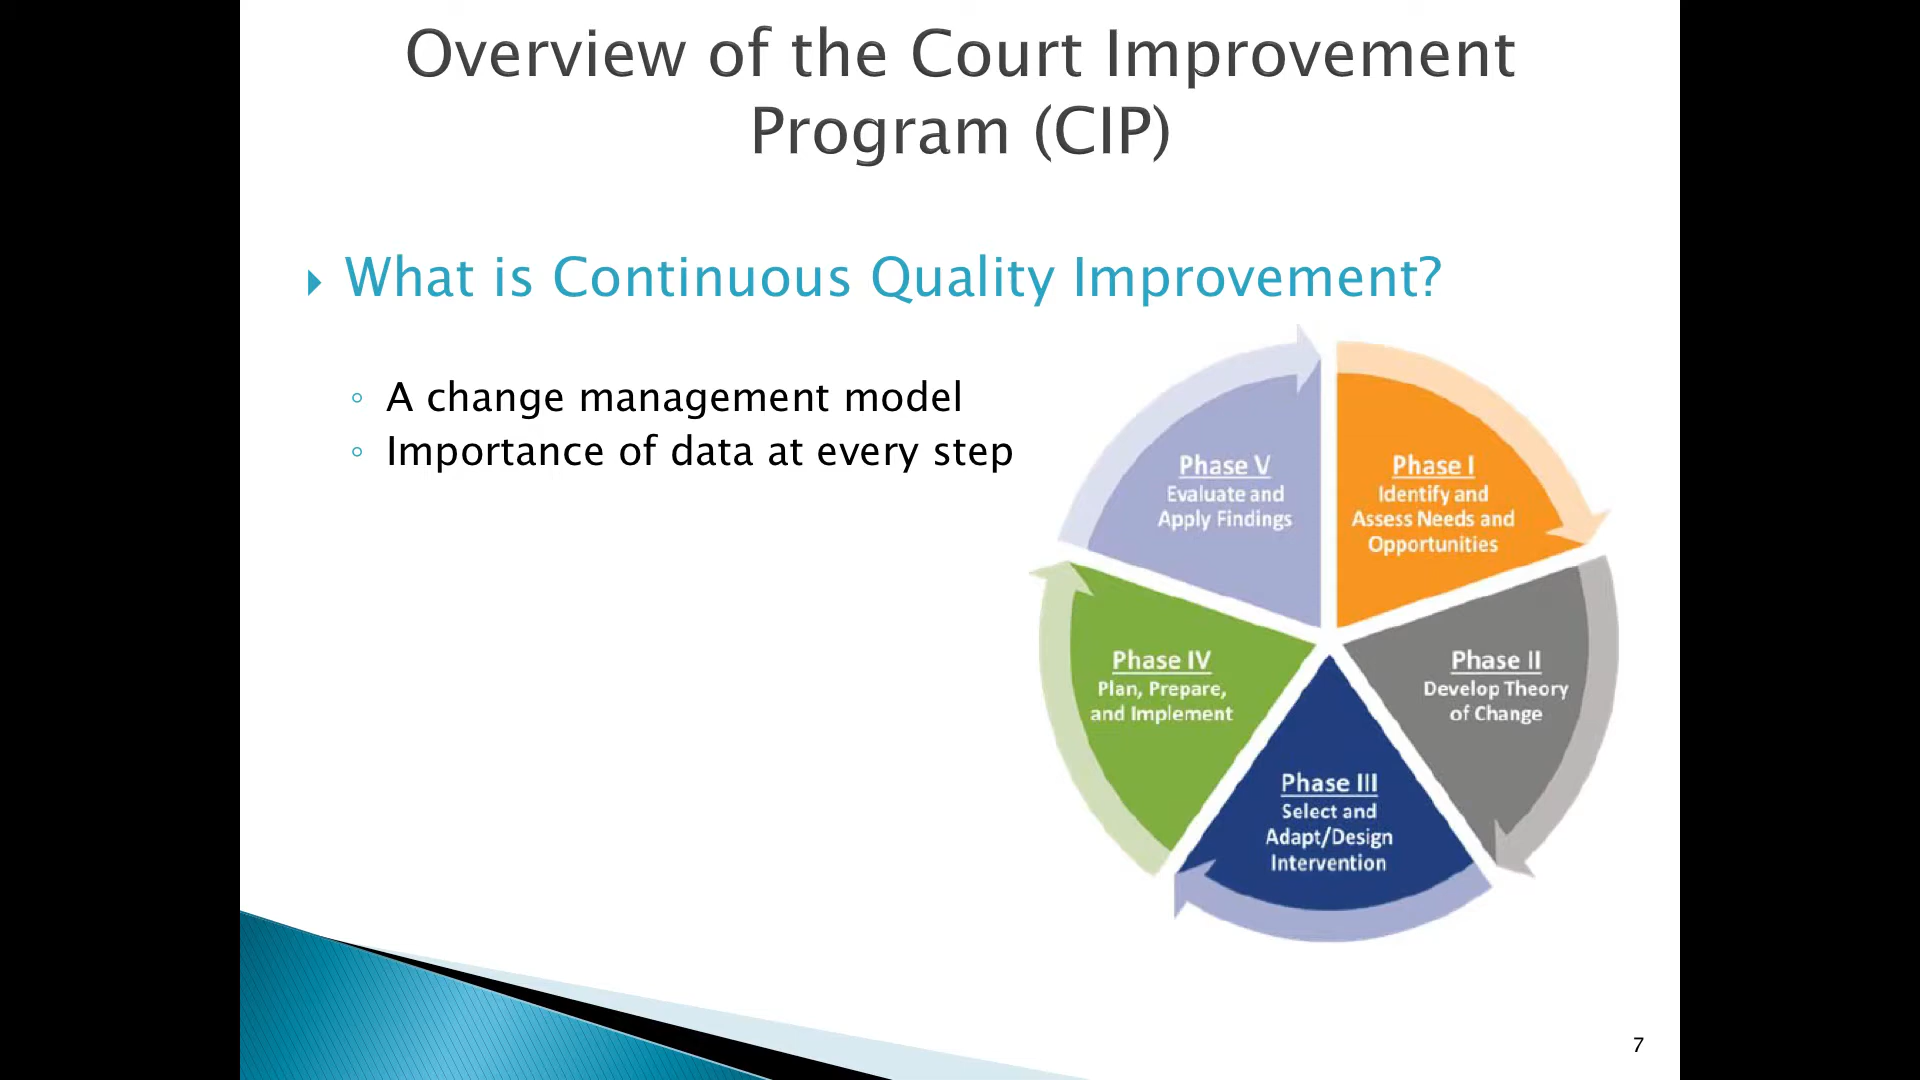 Overview of the Court Improvement
Program (CIP)
What is Continuous Quality Improvement?
A change management model
Importance of data at every step
Phase I
Identify and
Assess Needs and
Opportunities
Phase II
Develop Theory
of Change
Phase III
Select and
Adapt/Design
Intervention
Phase IV
Plan, Prepare,
and Implement
Phase V
Evaluate and
Apply Findings
7